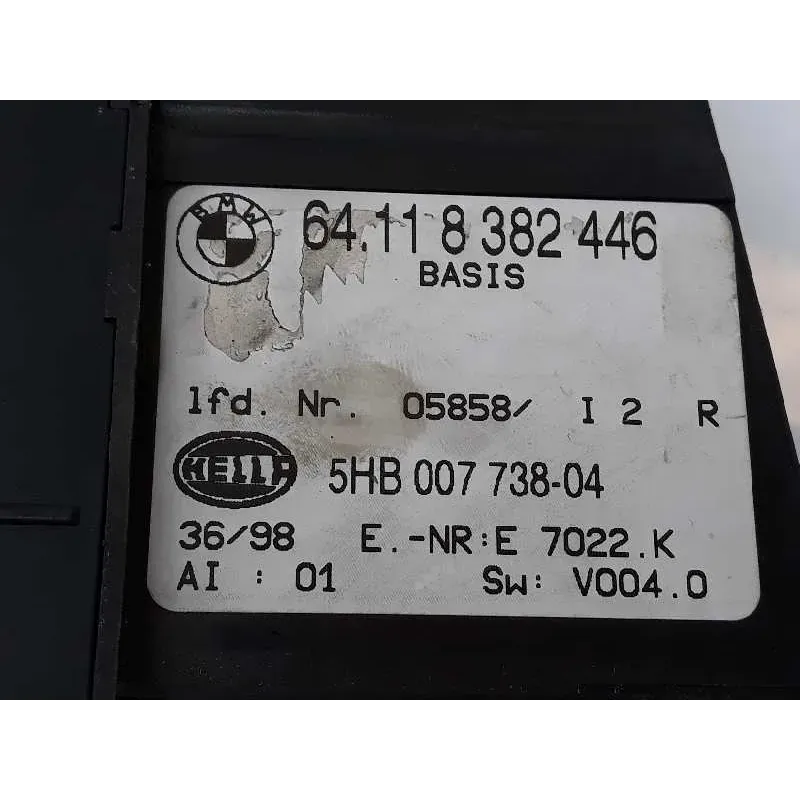 BMW
64.11 8 382 446
BASIS
lfd. Nr. 05858/ I 2 R
HELLA
5HB 007 738-04
36/98 E.-NR:E 7022.K
AI : 01 Sw: V004.0